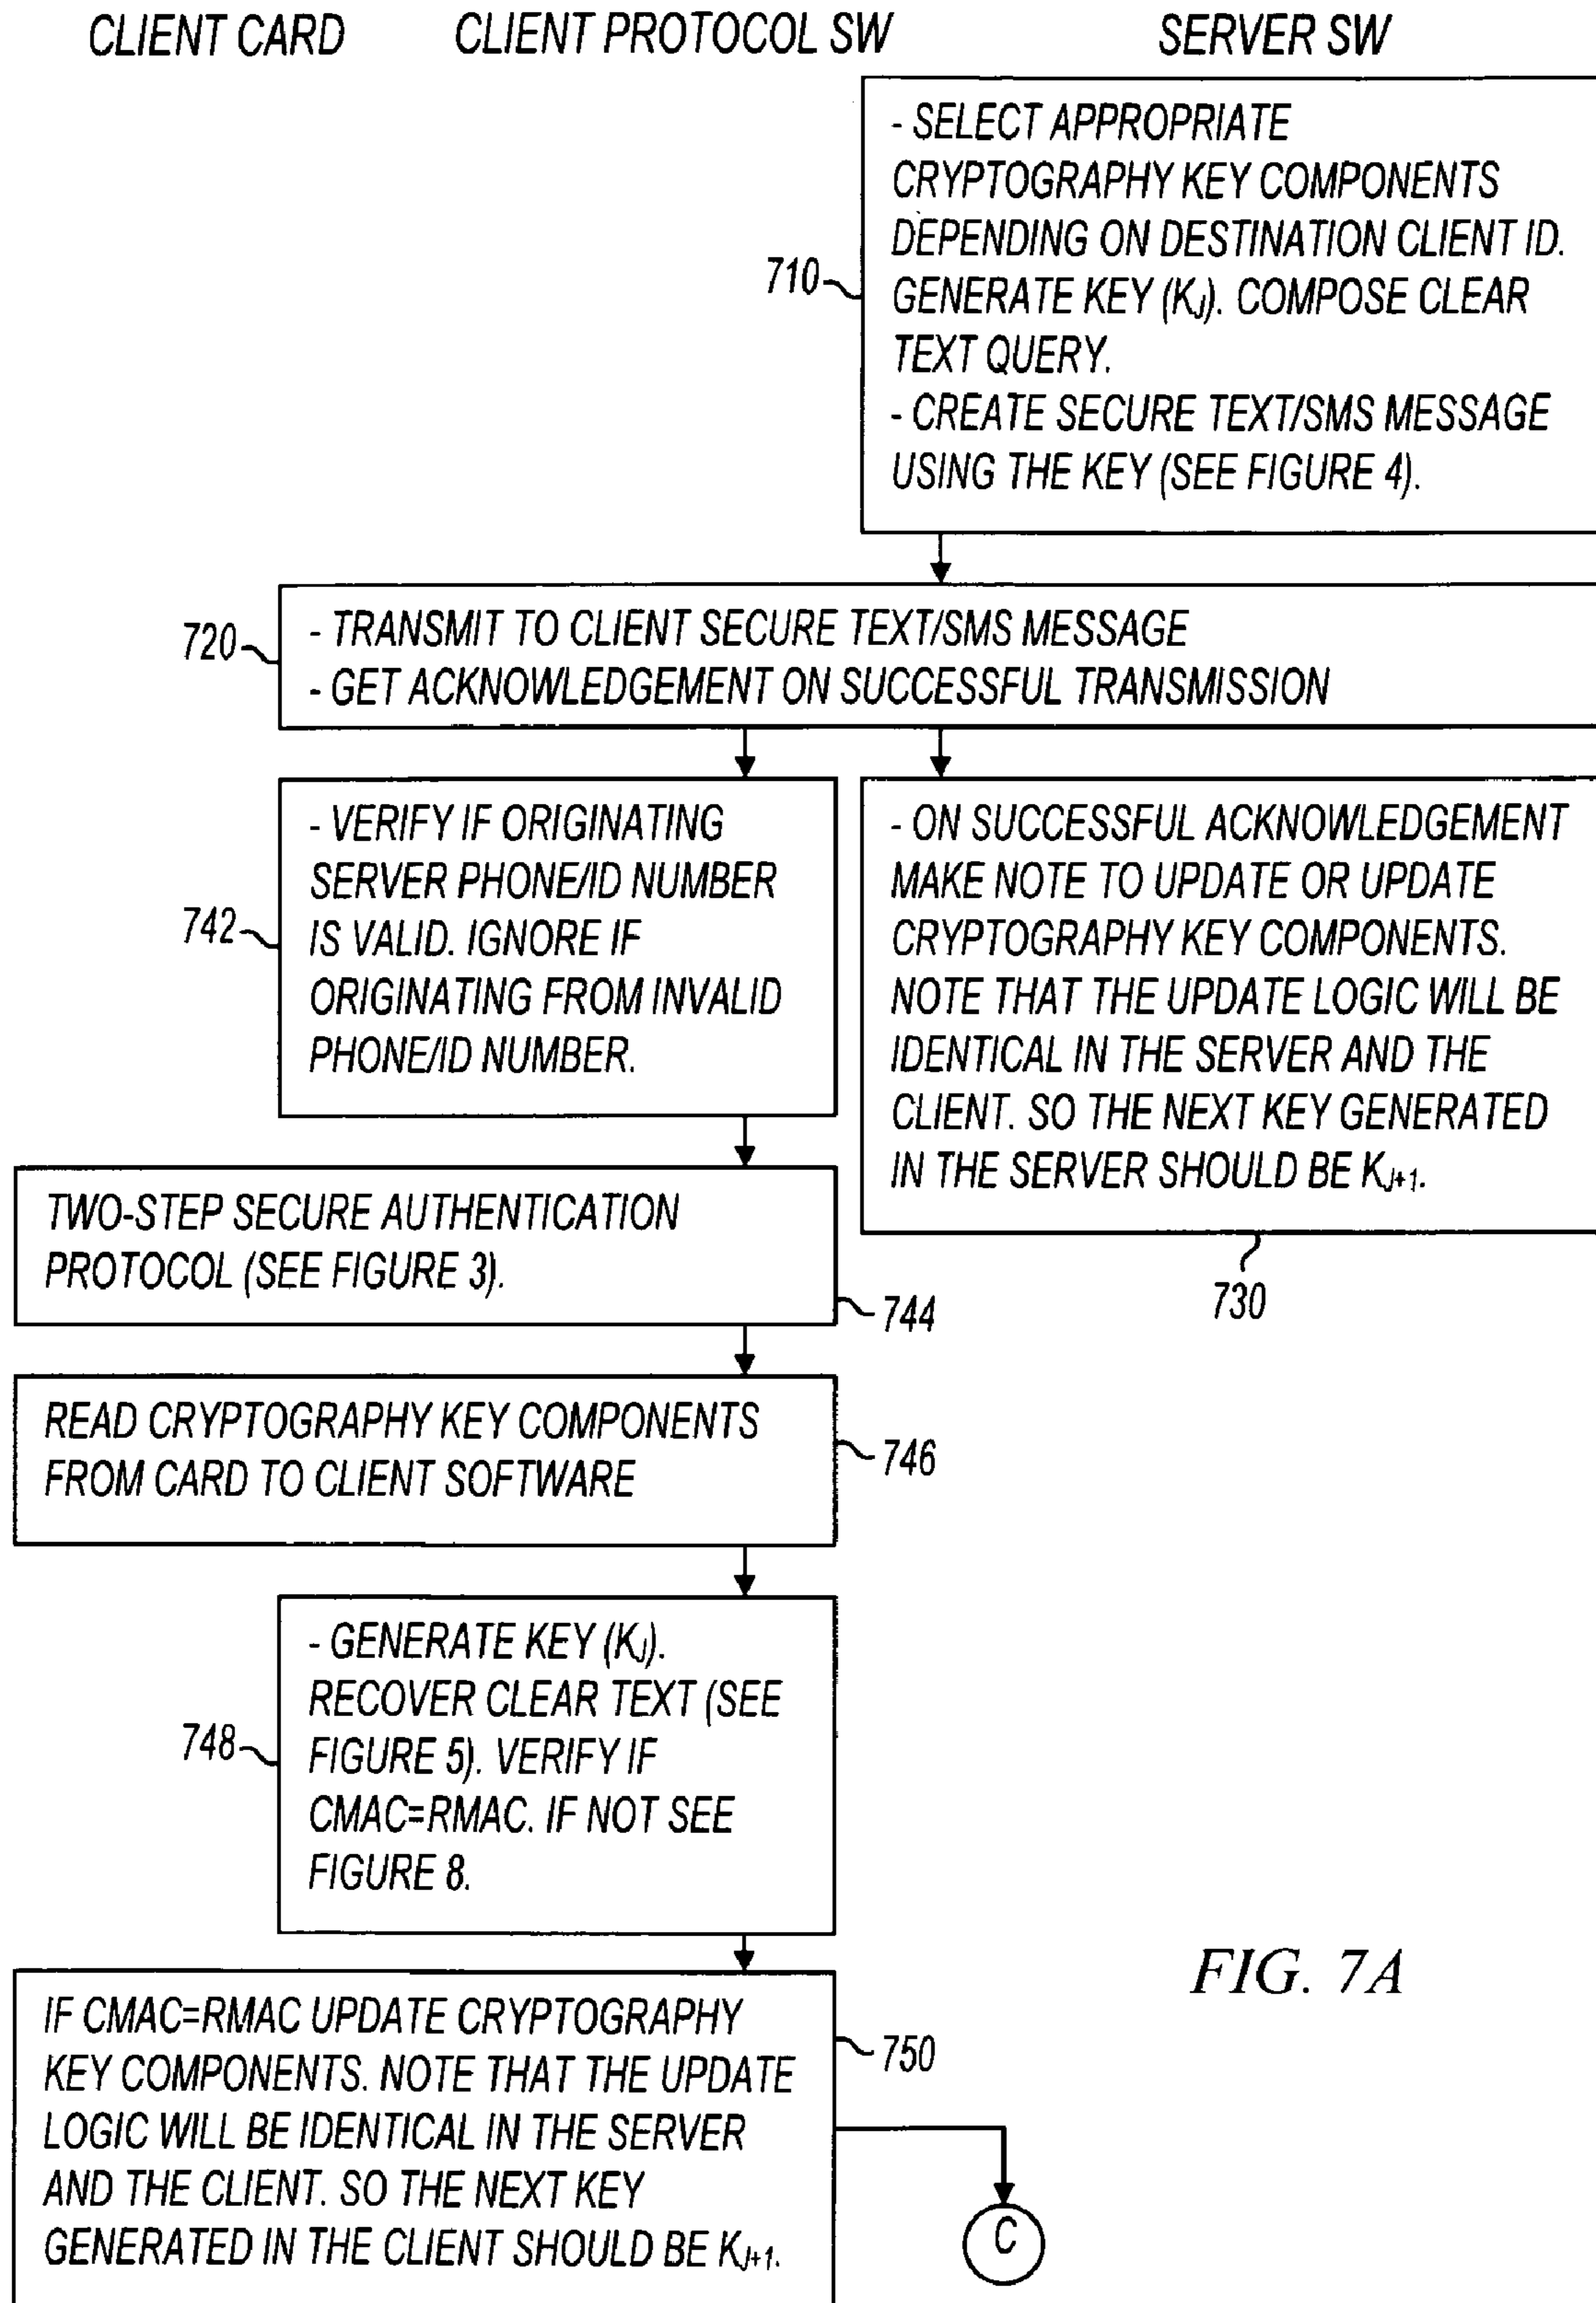 CLIENT CARD CLIENT PROTOCOL SW SERVER SW
- SELECT APPROPRIATE
CRYPTOGRAPHY KEY COMPONENTS
DEPENDING ON DESTINATION CLIENT ID.
GENERATE KEY (KJ). COMPOSE CLEAR
TEXT QUERY.
- CREATE SECURE TEXT/SMS MESSAGE
USING THE KEY (SEE FIGURE 4).
710
- TRANSMIT TO CLIENT SECURE TEXT/SMS MESSAGE
- GET ACKNOWLEDGEMENT ON SUCCESSFUL TRANSMISSION
720
- VERIFY IF ORIGINATING
SERVER PHONE/ID NUMBER
IS VALID. IGNORE IF
ORIGINATING FROM INVALID
PHONE/ID NUMBER.
742
- ON SUCCESSFUL ACKNOWLEDGEMENT
MAKE NOTE TO UPDATE OR UPDATE
CRYPTOGRAPHY KEY COMPONENTS.
NOTE THAT THE UPDATE LOGIC WILL BE
IDENTICAL IN THE SERVER AND THE
CLIENT. SO THE NEXT KEY GENERATED
IN THE SERVER SHOULD BE KJ+1.
730
TWO-STEP SECURE AUTHENTICATION
PROTOCOL (SEE FIGURE 3).
744
READ CRYPTOGRAPHY KEY COMPONENTS
FROM CARD TO CLIENT SOFTWARE
746
- GENERATE KEY (KJ).
RECOVER CLEAR TEXT (SEE
FIGURE 5). VERIFY IF
CMAC=RMAC. IF NOT SEE
FIGURE 8.
748
IF CMAC=RMAC UPDATE CRYPTOGRAPHY
KEY COMPONENTS. NOTE THAT THE UPDATE
LOGIC WILL BE IDENTICAL IN THE SERVER
AND THE CLIENT. SO THE NEXT KEY
GENERATED IN THE CLIENT SHOULD BE KJ+1.
750
C
FIG. 7A